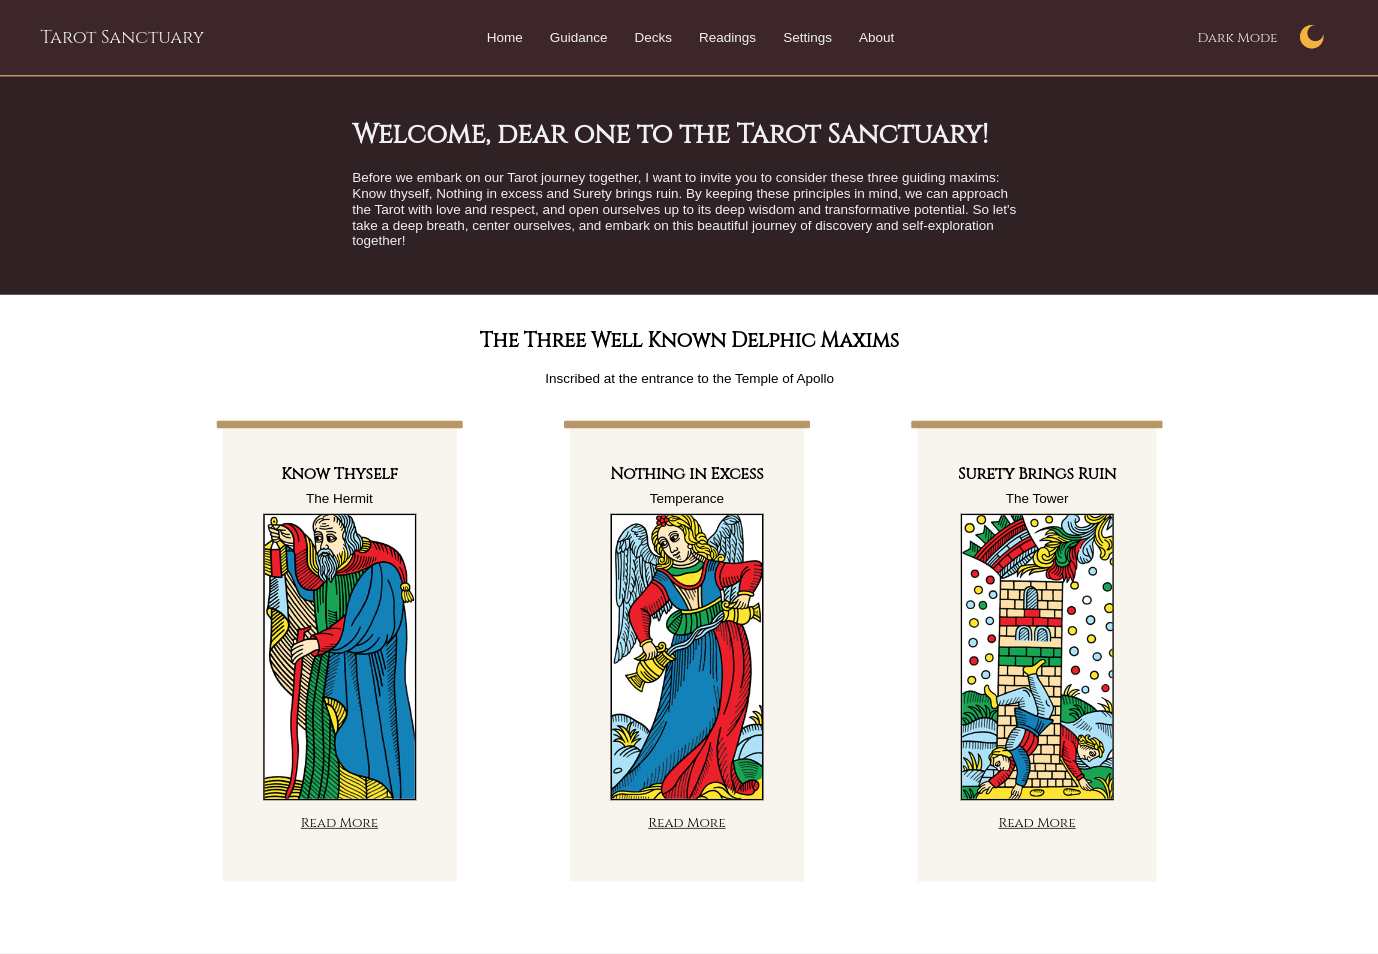 Tarot Sanctuary
Home Guidance Decks Readings Settings About
Dark Mode
Welcome, dear one to the Tarot Sanctuary!
Before we embark on our Tarot journey together, I want to invite you to consider these three guiding maxims:
Know thyself, Nothing in excess and Surety brings ruin. By keeping these principles in mind, we can approach
the Tarot with love and respect, and open ourselves up to its deep wisdom and transformative potential. So let's
take a deep breath, center ourselves, and embark on this beautiful journey of discovery and self-exploration
together!
The Three Well Known Delphic Maxims
Inscribed at the entrance to the Temple of Apollo
Know Thyself
The Hermit
Read More
Nothing in Excess
Temperance
Read More
Surety Brings Ruin
The Tower
Read More